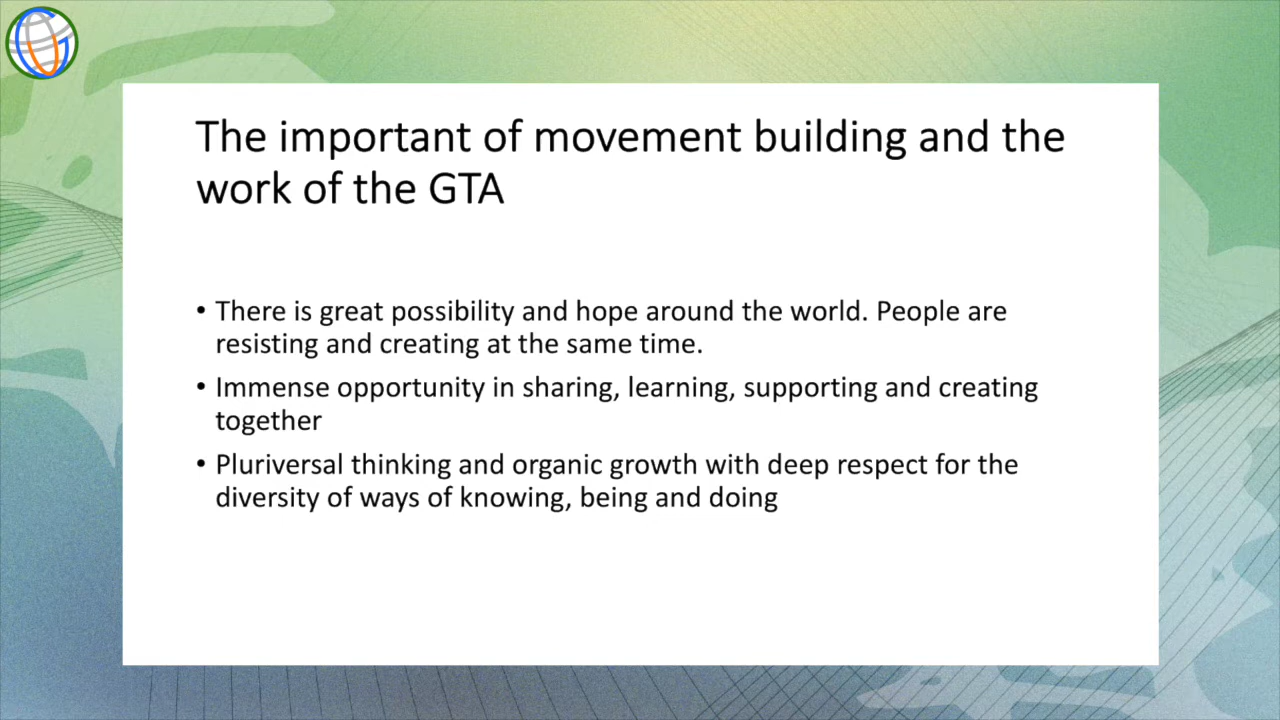 The important of movement building and the
work of the GTA
• There is great possibility and hope around the world. People are
resisting and creating at the same time.
• Immense opportunity in sharing, learning, supporting and creating
together
• Pluriversal thinking and organic growth with deep respect for the
diversity of ways of knowing, being and doing